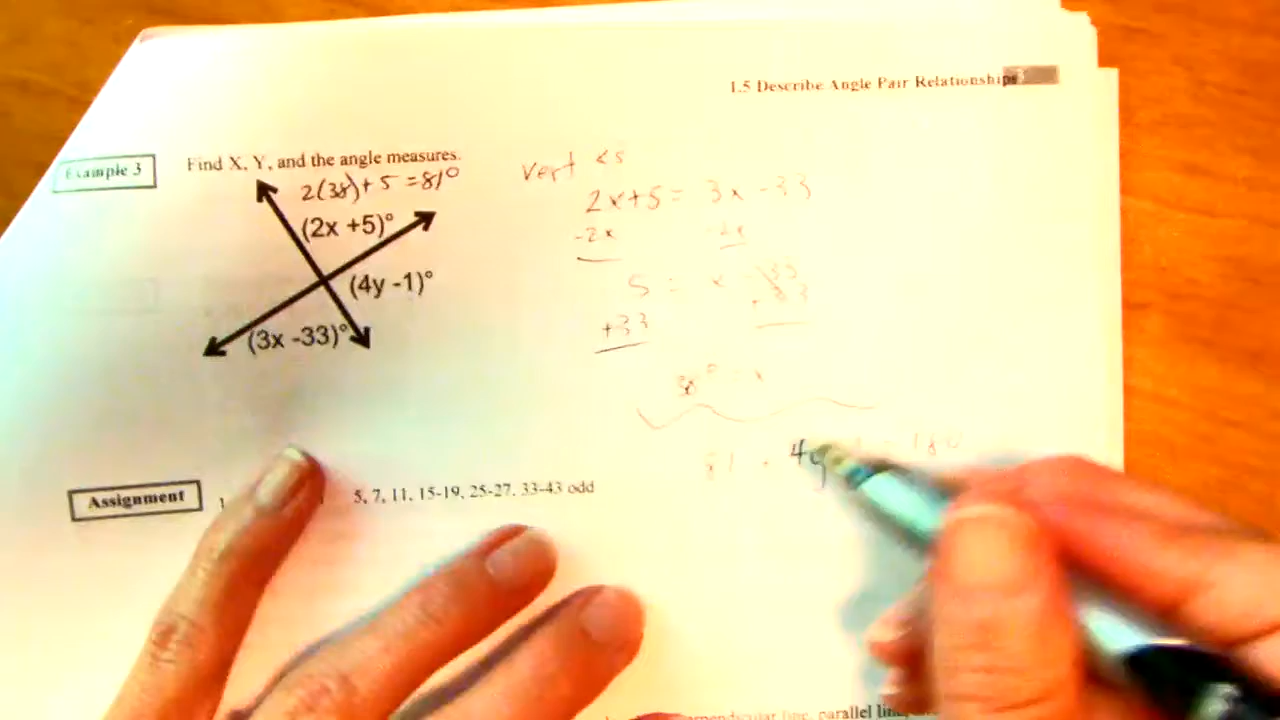 1.5 Describe Angle Pair Relationships
Example 3
Find X, Y, and the angle measures.
2(38)+5 =81°
(2x +5)°
(4y -1)°
(3x -33)°
vert <s
2x+5 = 3x -33
-2x -2x
5 = x -33
+33 +33
38° = x
81 + 4y = 180
Assignment
5, 7, 11, 15-19, 25-27, 33-43 odd
line, parallel